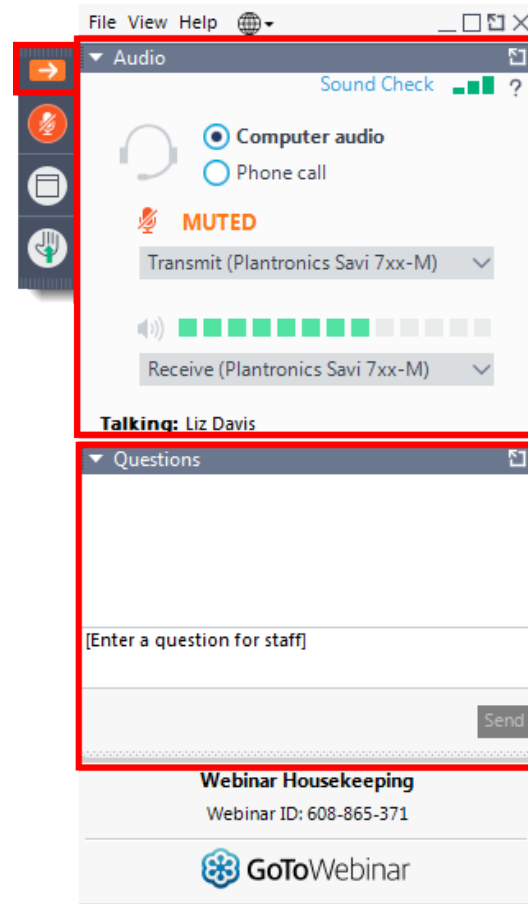 File View Help
Audio
Sound Check ?
Computer audio
Phone call
MUTED
Transmit (Plantronics Savi 7xx-M)
Receive (Plantronics Savi 7xx-M)
Talking: Liz Davis
Questions
[Enter a question for staff]
Send
Webinar Housekeeping
Webinar ID: 608-865-371
GoToWebinar